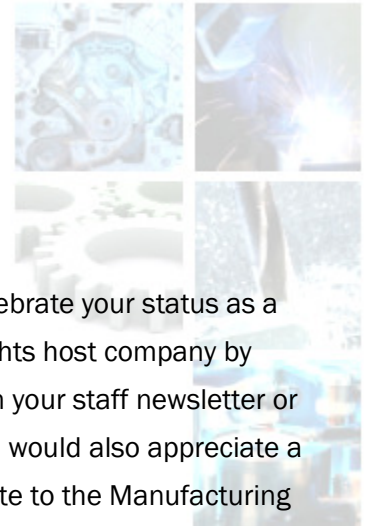 ebrate your status as a
hts host company by
n your staff newsletter or
would also appreciate a
te to the Manufacturing